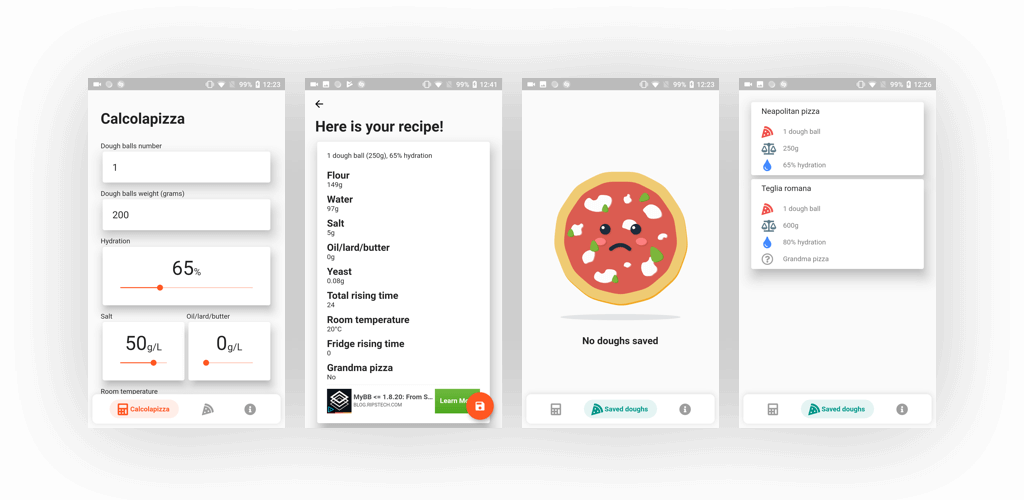 99% 12:23
Calcolapizza
Dough balls number
1
Dough balls weight (grams)
200
Hydration
65%
Salt
Oil/lard/butter
50g/L
0g/L
Room temperature
Calcolapizza
99% 12:41
Here is your recipe!
1 dough ball (250g), 65% hydration
Flour
149g
Water
97g
Salt
5g
Oil/lard/butter
0g
Yeast
0.08g
Total rising time
24
Room temperature
20°C
Fridge rising time
0
Grandma pizza
No
MyBB <= 1.8.20: From S...
BLOG.RIPSTECH.COM
Learn
99% 12:23
No doughs saved
Saved doughs
99% 12:26
Neapolitan pizza
1 dough ball
250g
65% hydration
Teglia romana
1 dough ball
600g
80% hydration
Grandma pizza
Saved doughs